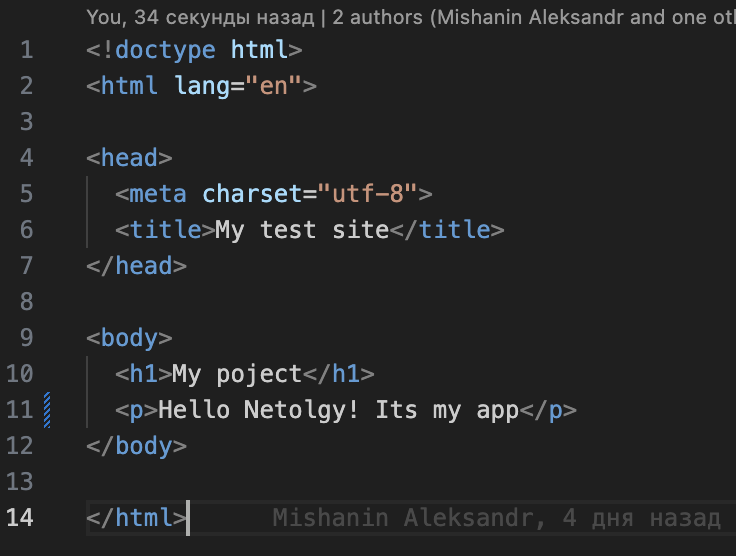 You, 34 секунды назад | 2 authors (Mishanin Aleksandr and one
1 <!doctype html>
2 <html lang="en">
3
4 <head>
5 <meta charset="utf-8">
6 <title>My test site</title>
7 </head>
8
9 <body>
10 <h1>My poject</h1>
11 <p>Hello Netolgy! Its my app</p>
12 </body>
13
14 </html> Mishanin Aleksandr, 4 дня назад